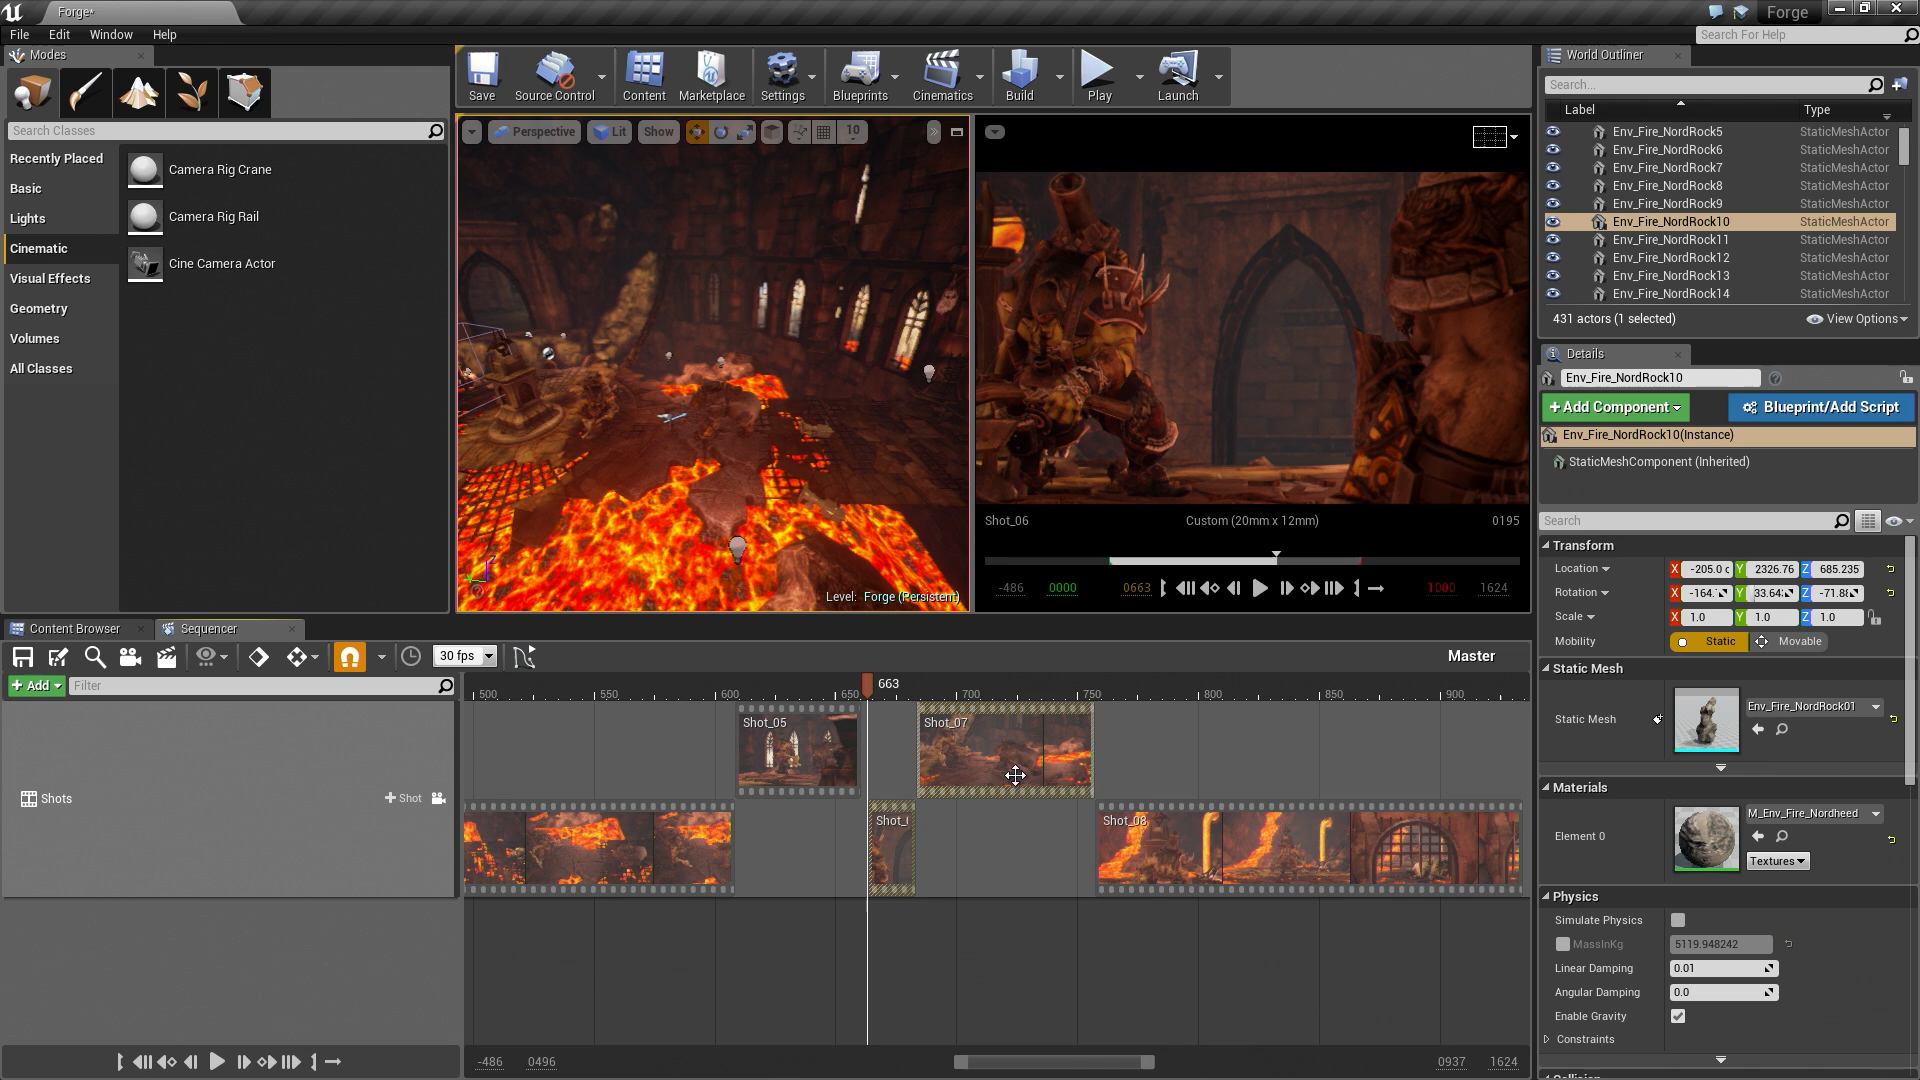 Forge*
Forge
File Edit Window Help
Search For Help
Modes
Search Classes
Recently Placed
Basic
Lights
Cinematic
Visual Effects
Geometry
Volumes
All Classes
Camera Rig Crane
Camera Rig Rail
Cine Camera Actor
Save
Source Control
Content
Marketplace
Settings
Blueprints
Cinematics
Build
Play
Launch
Perspective
Lit
Show
10
Level: Forge (Persistent)
Shot_06
Custom (20mm x 12mm)
0195
-486
0000
0663
1000
1624
World Outliner
Search...
Label
Type
Env_Fire_NordRock5 StaticMeshActor
Env_Fire_NordRock6 StaticMeshActor
Env_Fire_NordRock7 StaticMeshActor
Env_Fire_NordRock8 StaticMeshActor
Env_Fire_NordRock9 StaticMeshActor
Env_Fire_NordRock10 StaticMeshActor
Env_Fire_NordRock11 StaticMeshActor
Env_Fire_NordRock12 StaticMeshActor
Env_Fire_NordRock13 StaticMeshActor
Env_Fire_NordRock14 StaticMeshActor
431 actors (1 selected)
View Options
Details
Env_Fire_NordRock10
+ Add Component
Blueprint/Add Script
Env_Fire_NordRock10(Instance)
StaticMeshComponent (Inherited)
Search
Transform
Location X -205.0 c Y 2326.76 Z 685.235
Rotation X -164. Y 33.64 Z -71.8
Scale X 1.0 Y 1.0 Z 1.0
Mobility Static Movable
Static Mesh
Static Mesh
Env_Fire_NordRock01
Materials
Element 0
M_Env_Fire_Nordheed
Textures
Physics
Simulate Physics
MassInKg 5119.948242
Linear Damping 0.01
Angular Damping 0.0
Enable Gravity
Constraints
Content Browser
Sequencer
30 fps
Master
+ Add
Filter
663
500 550 600 650 700 750 800 850 900
Shots
+ Shot
Shot_05
Shot_07
Shot_
Shot_08
-486
0496
0937
1624